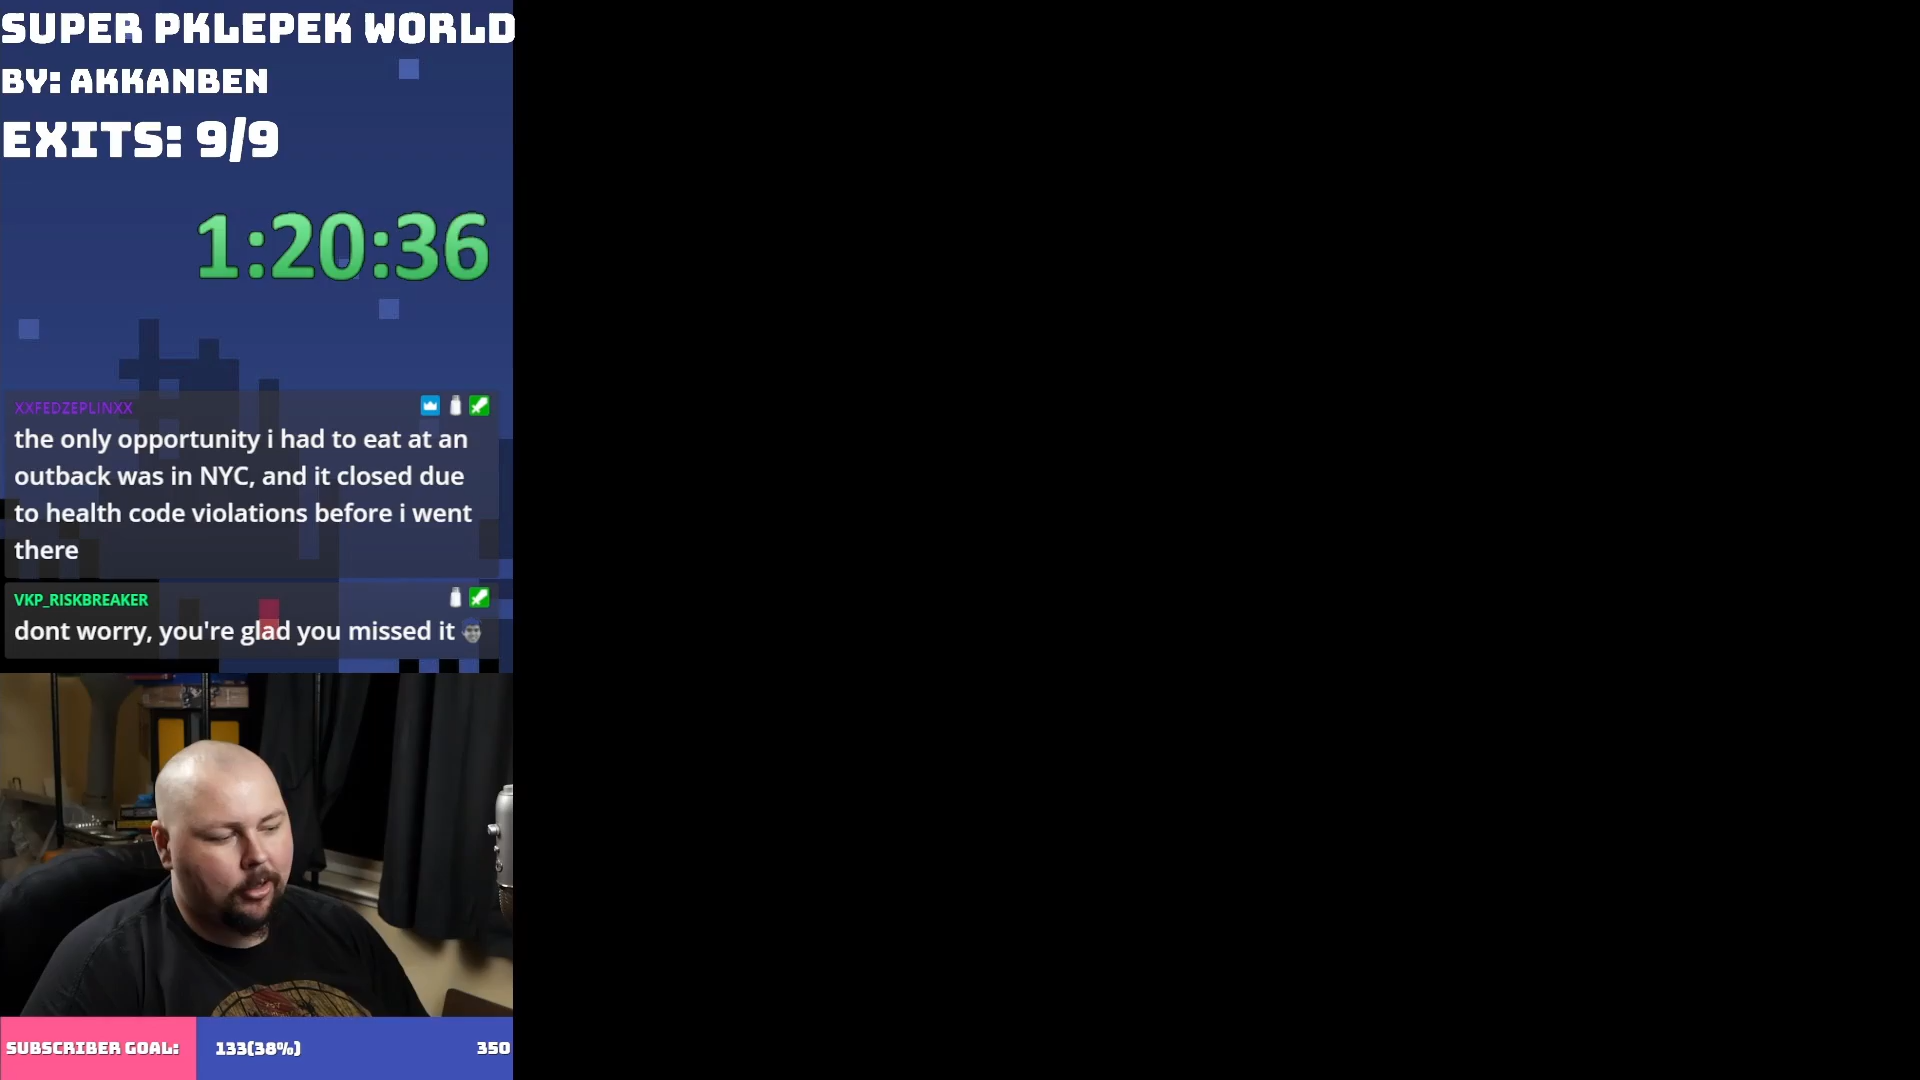 SUPER PKLEPEK WORLD
BY: AKKANBEN
EXITS: 9/9
1:20:36
XXFEDZEPLINXX
the only opportunity i had to eat at an
outback was in NYC, and it closed due
to health code violations before i went
there
VKP_RISKBREAKER
dont worry, you're glad you missed it
SUBSCRIBER GOAL: 133(38%) 350